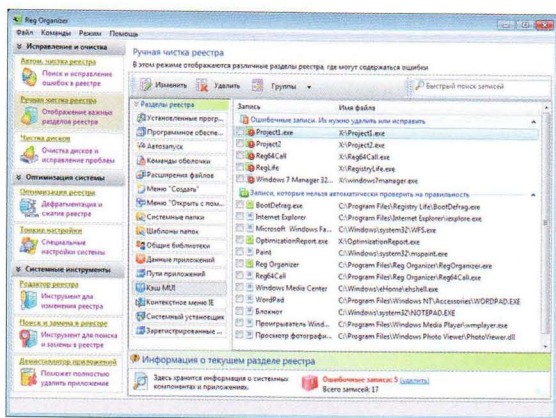 Reg Organizer
Файл Команды Режим Помощь
Исправление и очистка
Автом. чистка реестра
Поиск и исправление
ошибок в реестре
Ручная чистка реестра
Отображение важных
разделов реестра
Чистка дисков
Очистка дисков и
исправление проблем
Оптимизация системы
Оптимизация реестра
Дефрагментация и
сжатие реестра
Тонкие настройки
Специальные
настройки системы
Системные инструменты
Редактор реестра
Инструмент для
изменения реестра
Поиск и замена в реестре
Инструмент для поиска
и замены в реестре
Деинсталлятор приложений
Поможет полностью
удалить приложение
Ручная чистка реестра
В этом режиме отображаются различные разделы реестра, где могут содержаться ошибки
Изменить Удалить Группы
Быстрый поиск записей
Разделы реестра
Установленные прогр...
Программное обеспе...
Автозапуск
Команды оболочки
Расширения файлов
Меню "Создать"
Меню "Открыть с пом...
Системные папки
Шаблоны папок
Общие библиотеки
Данные приложений
Пути приложений
Кэш MUI
Контекстное меню IE
Системный установщик
Зарегистрированные ...
Запись Имя файла
Ошибочные записи. Их нужно удалить или исправить
Project1.exe X:\Project1.exe
Project2 X:\Project2.exe
Reg64Call X:\Reg64Call.exe
RegLife X:\RegistryLife.exe
Windows 7 Manager 32... X:\windows7manager.exe
Записи, которые нельзя автоматически проверить на правильность
BootDefrag.exe C:\Program Files\Registry Life\BootDefrag.exe
Internet Explorer C:\Program Files\Internet Explorer\iexplore.exe
Microsoft Windows Fa... C:\Windows\system32\WFS.exe
OptimizationReport.exe X:\OptimizationReport.exe
Paint C:\Windows\system32\mspaint.exe
Reg Organizer C:\Program Files\Reg Organizer\RegOrganizer.exe
Reg64Call C:\Program Files\Reg Organizer\Reg64Call.exe
Windows Media Center C:\Windows\eHome\ehshell.exe
WordPad C:\Program Files\Windows NT\Accessories\WORDPAD.EXE
Блокнот C:\Windows\system32\NOTEPAD.EXE
Проигрыватель Wind... C:\Program Files\Windows Media Player\wmplayer.exe
Просмотр фотографи... C:\Program Files\Windows Photo Viewer\PhotoViewer.dll
Информация о текущем разделе реестра
Здесь хранится информация о системных
компонентах и приложениях.
Ошибочные записи: 5 (удалить)
Всего записей: 17